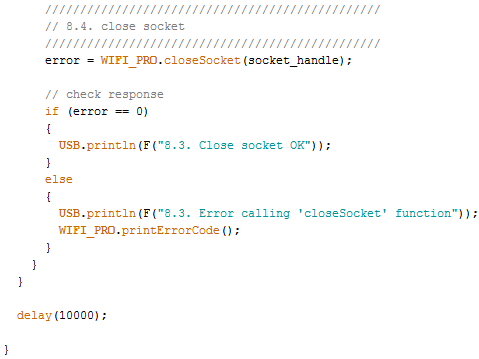 ////////////////////////////////////////////////
// 8.4. close socket
////////////////////////////////////////////////
error = WIFI_PRO.closeSocket(socket_handle);
// check response
if (error == 0)
{
USB.println(F("8.3. Close socket OK"));
}
else
{
USB.println(F("8.3. Error calling 'closeSocket' function"));
WIFI_PRO.printErrorCode();
}
}
}
delay(10000);
}